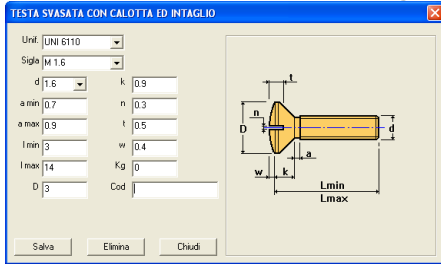 TESTA SVASATA CON CALOTTA ED INTAGLIO
Unif. UNI 6110
Sigla M 1.6
d 1.6 k 0.9
a min 0.7 n 0.3
a max 0.9 t 0.5
l min 3 w 0.4
l max 14 Kg 0
D 3 Cod
Salva Elimina Chiudi
t
n
D d
a
w k
Lmin
Lmax